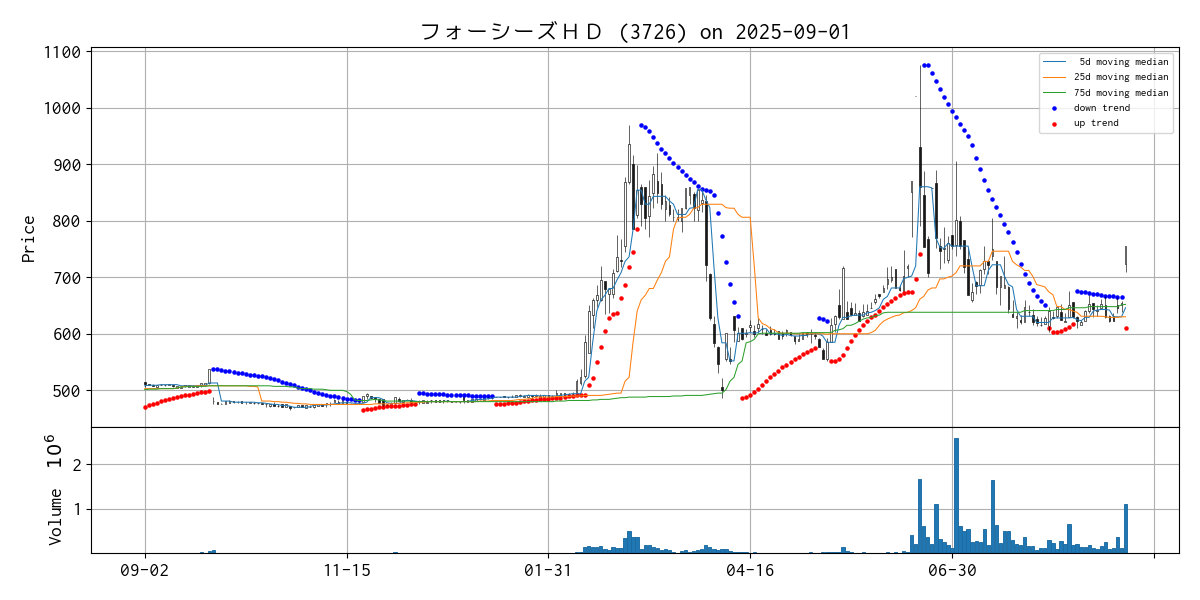 フォーシーズＨＤ (3726) on 2025-09-01
1100
1000
900
800
700
600
500
Price
5d moving median
25d moving median
75d moving median
down trend
up trend
2
1
Volume 10^6
09-02
11-15
01-31
04-16
06-30